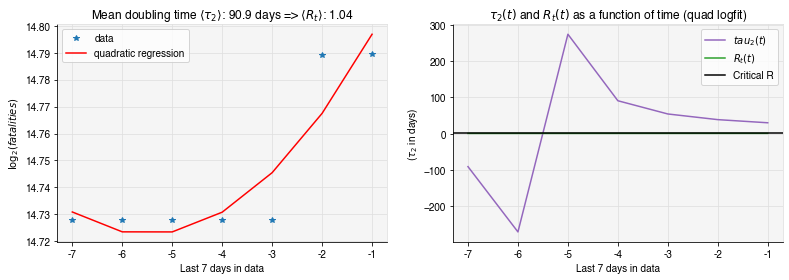 Mean doubling time ⟨τ₂⟩: 90.9 days => ⟨Rₜ⟩: 1.04
data
quadratic regression
log₂(fatalities)
14.80
14.79
14.78
14.77
14.76
14.75
14.74
14.73
14.72
-7 -6 -5 -4 -3 -2 -1
Last 7 days in data
τ₂(t) and Rₜ(t) as a function of time (quad logfit)
tau₂(t)
Rₜ(t)
Critical R
(τ₂ in days)
300
200
100
0
−100
−200
-7 -6 -5 -4 -3 -2 -1
Last 7 days in data